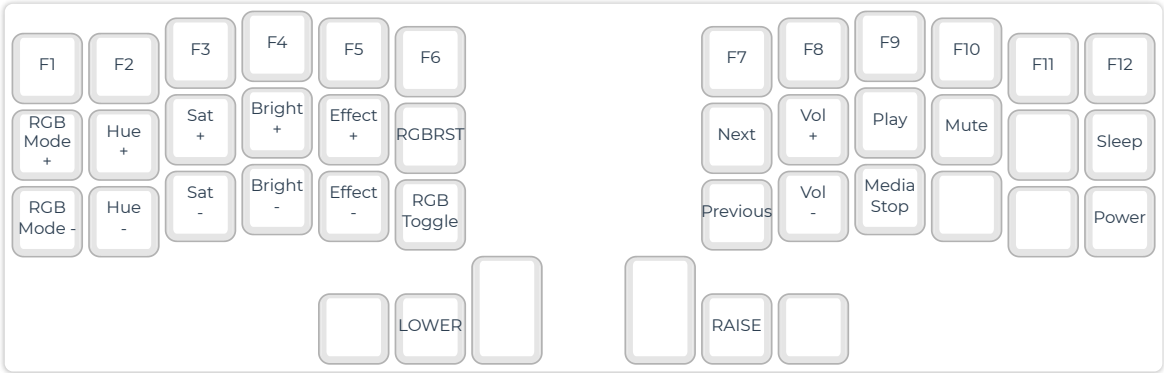 F1
F2
F3
F4
F5
F6
F7
F8
F9
F10
F11
F12
RGB
Mode
+
Hue
+
Sat
+
Bright
+
Effect
+
RGBRST
Next
Vol
+
Play
Mute
Sleep
RGB
Mode -
Hue
-
Sat
-
Bright
-
Effect
-
RGB
Toggle
Previous
Vol
-
Media
Stop
Power
LOWER
RAISE